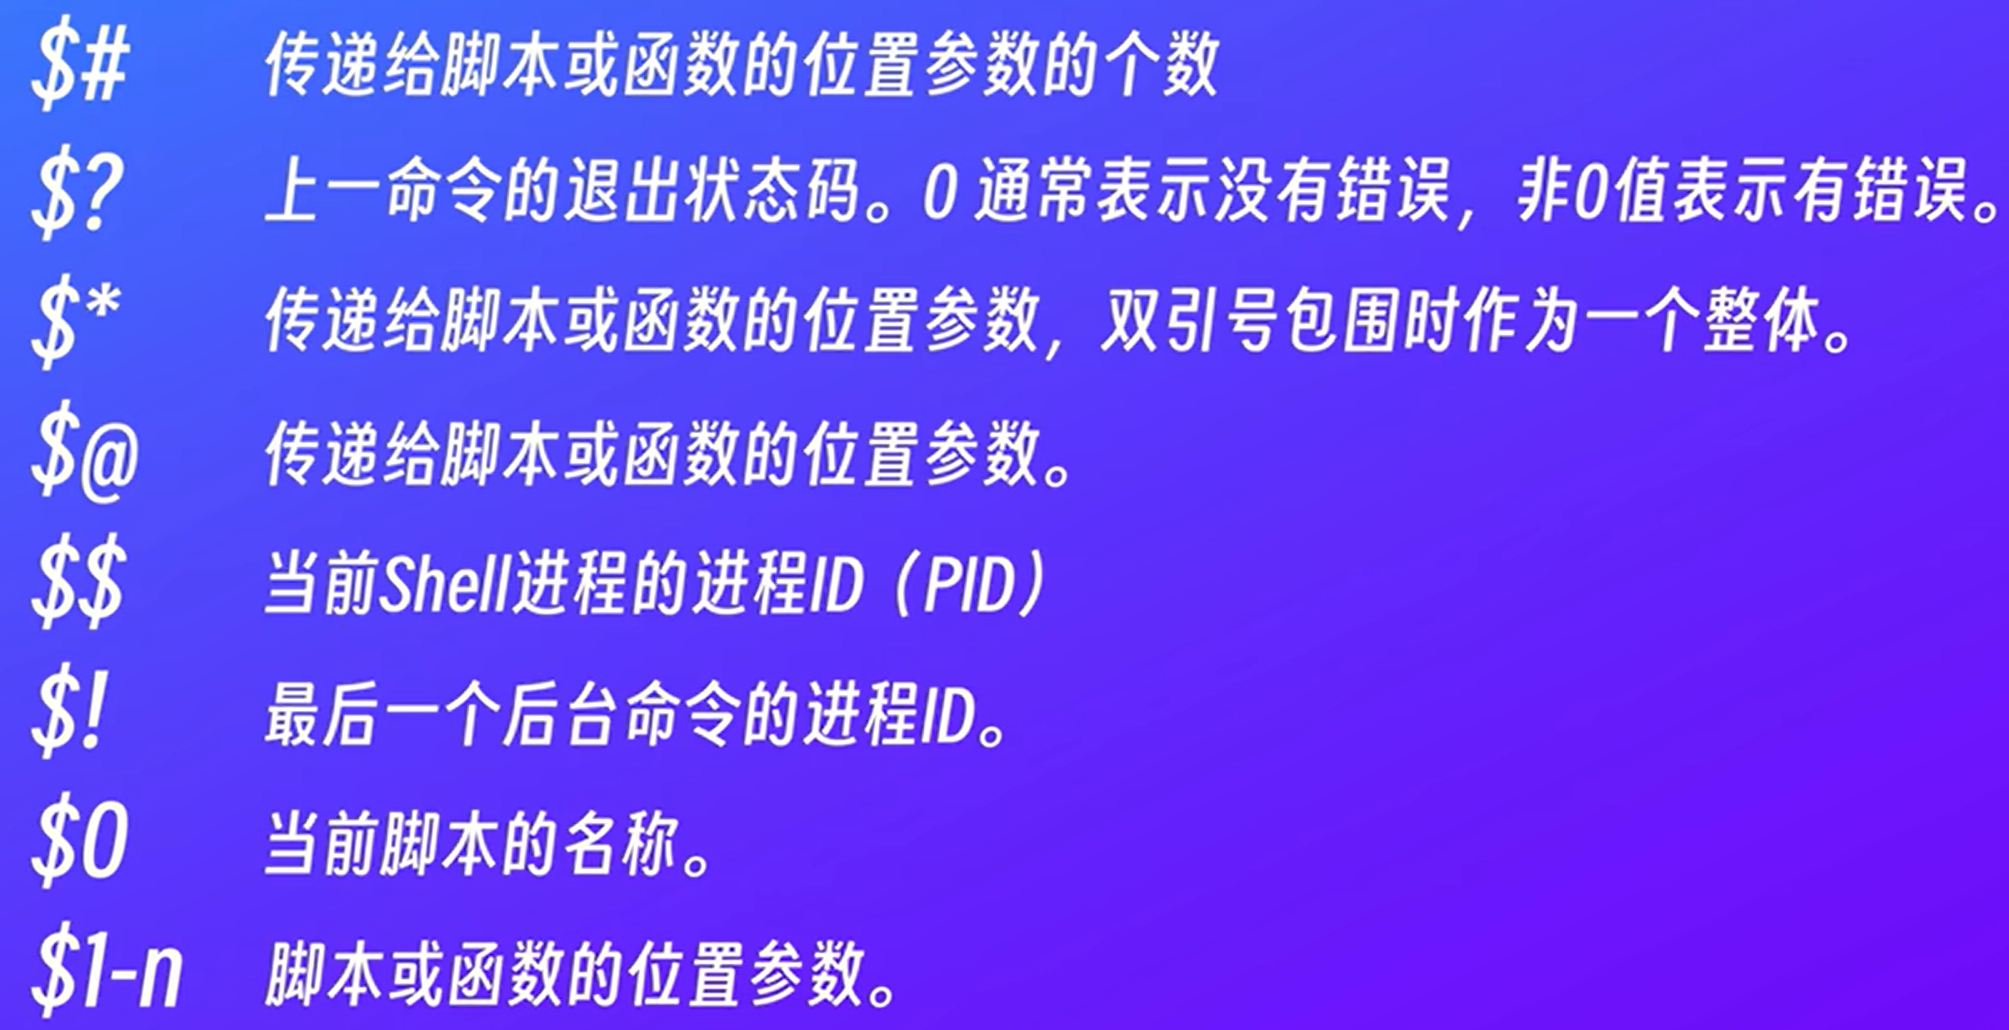 $# 传递给脚本或函数的位置参数的个数
$? 上一命令的退出状态码。0 通常表示没有错误，非0值表示有错误。
$* 传递给脚本或函数的位置参数，双引号包围时作为一个整体。
$@ 传递给脚本或函数的位置参数。
$$ 当前Shell进程的进程ID（PID）
$! 最后一个后台命令的进程ID。
$0 当前脚本的名称。
$1-n 脚本或函数的位置参数。